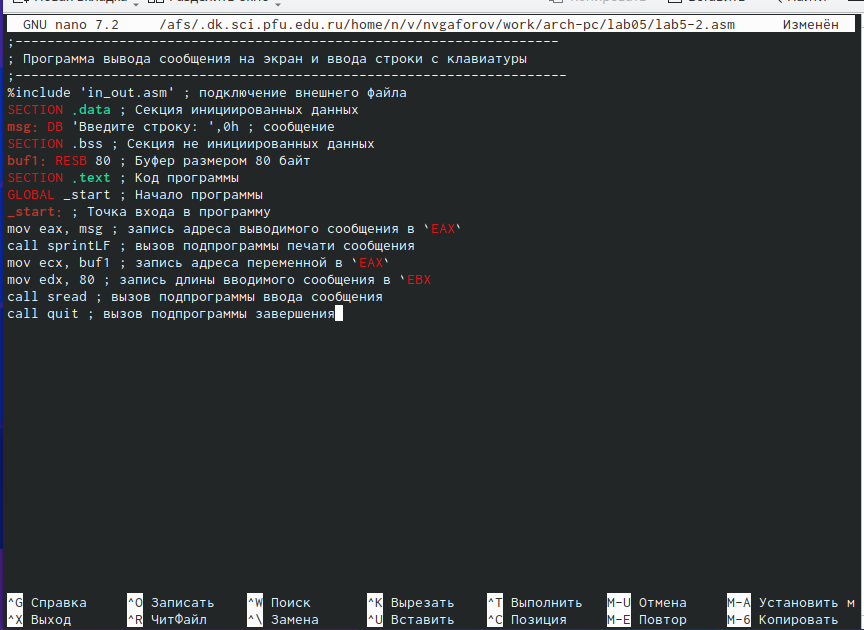 GNU nano 7.2 /afs/.dk.sci.pfu.edu.ru/home/n/v/nvgaforov/work/arch-pc/lab05/lab5-2.asm Изменён
;--------------------------------------------------------------------
; Программа вывода сообщения на экран и ввода строки с клавиатуры
;---------------------------------------------------------------------
%include 'in_out.asm' ; подключение внешнего файла
SECTION .data ; Секция инициированных данных
msg: DB 'Введите строку: ',0h ; сообщение
SECTION .bss ; Секция не инициированных данных
buf1: RESB 80 ; Буфер размером 80 байт
SECTION .text ; Код программы
GLOBAL _start ; Начало программы
_start: ; Точка входа в программу
mov eax, msg ; запись адреса выводимого сообщения в `EAX`
call sprintLF ; вызов подпрограммы печати сообщения
mov ecx, buf1 ; запись адреса переменной в `EAX`
mov edx, 80 ; запись длины вводимого сообщения в `EBX
call sread ; вызов подпрограммы ввода сообщения
call quit ; вызов подпрограммы завершения
^G Справка ^O Записать ^W Поиск ^K Вырезать ^T Выполнить M-U Отмена M-A Установить м
^X Выход ^R ЧитФайл ^\ Замена ^U Вставить ^C Позиция M-E Повтор M-6 Копировать